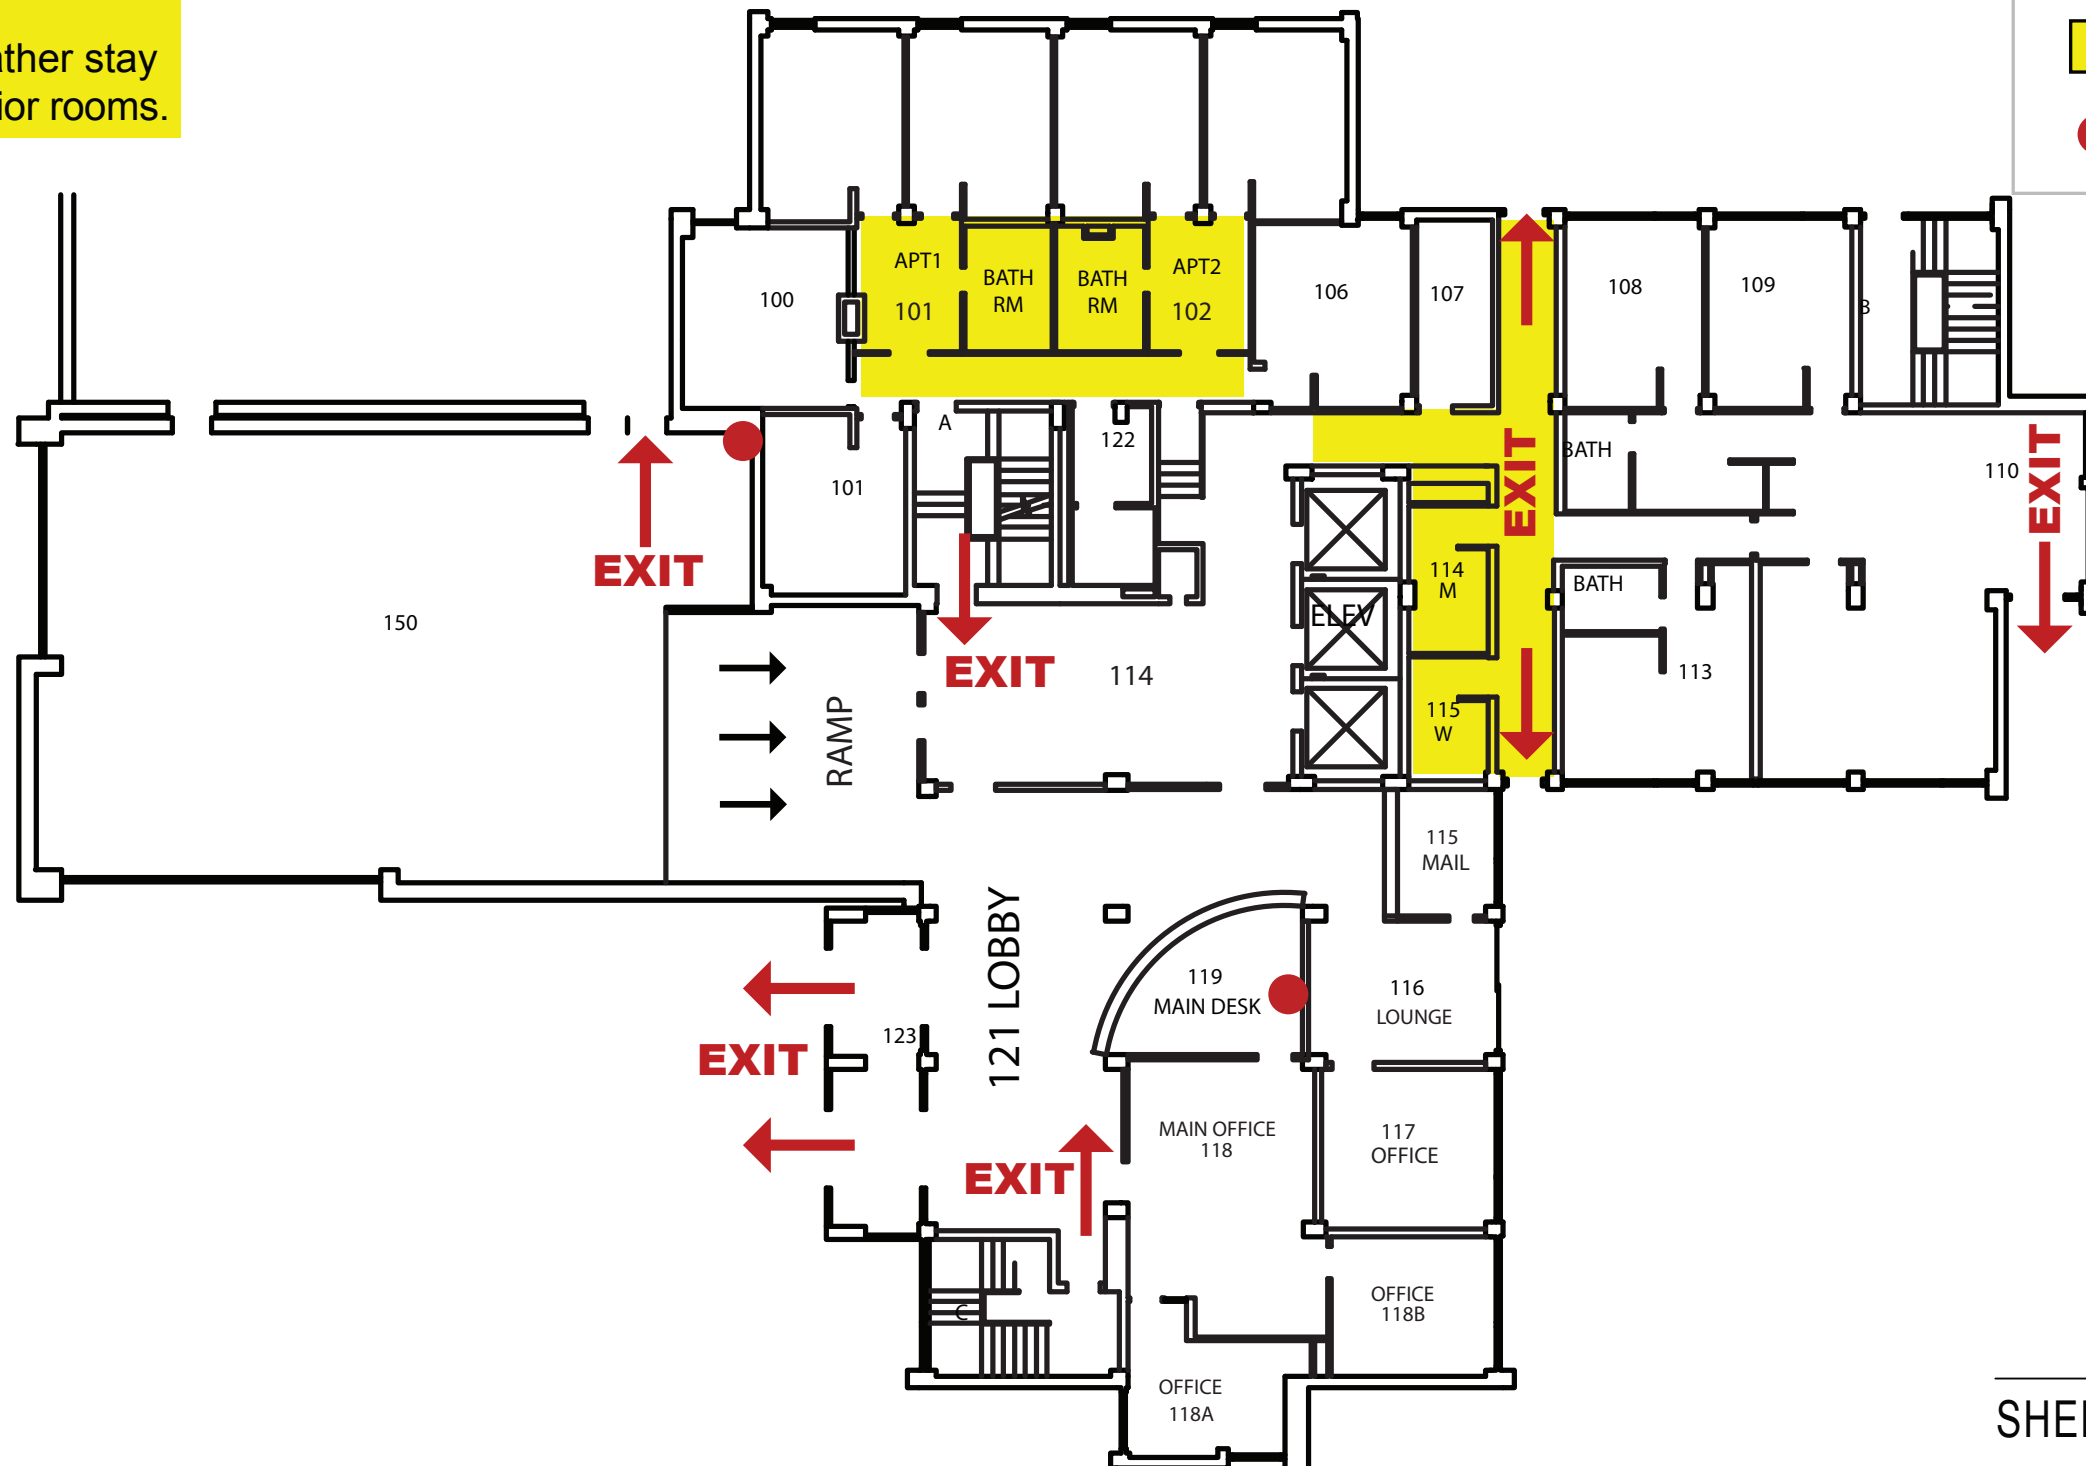 ather stay
ior rooms.
APT1
101
BATH
RM
BATH
RM
APT2
102
100
106
107
108
109
B
A
122
101
EXIT
BATH
110
EXIT
150
EXIT
EXIT
114
ELEV
114
M
BATH
113
115
W
RAMP
115
MAIL
121 LOBBY
119
MAIN DESK
116
LOUNGE
123
EXIT
MAIN OFFICE
118
117
OFFICE
EXIT
C
OFFICE
118B
OFFICE
118A
SHE